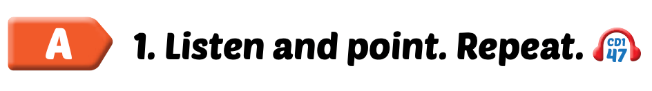 A 1. Listen and point. Repeat. CD1 47